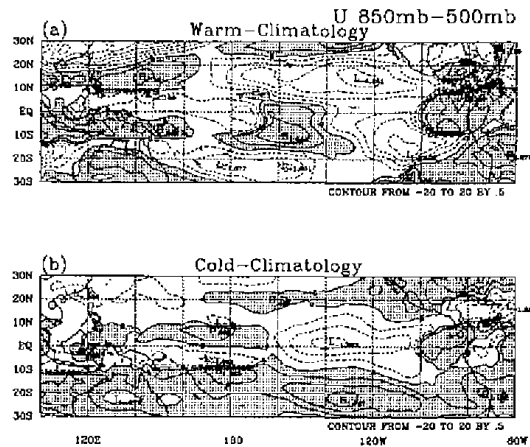 U 850mb-500mb
(a) Warm-Climatology
30N
20N
10N
EQ
10S
20S
30S
CONTOUR FROM -20 TO 20 BY .5
(b) Cold-Climatology
30N
20N
10N
EQ
10S
20S
30S
120E 180 120W 60W
CONTOUR FROM -20 TO 20 BY .5